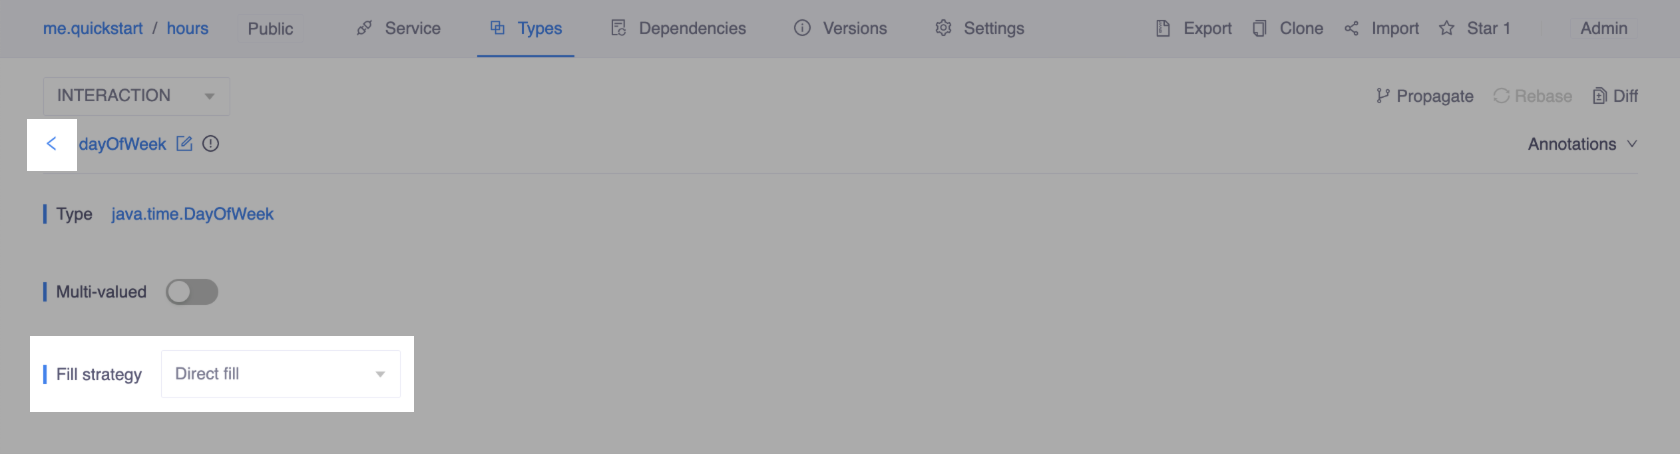 me.quickstart / hours Public Service Types Dependencies Versions Settings Export Clone Import Star 1 Admin
INTERACTION Propagate Rebase Diff
dayOfWeek Annotations
Type java.time.DayOfWeek
Multi-valued
Fill strategy Direct fill